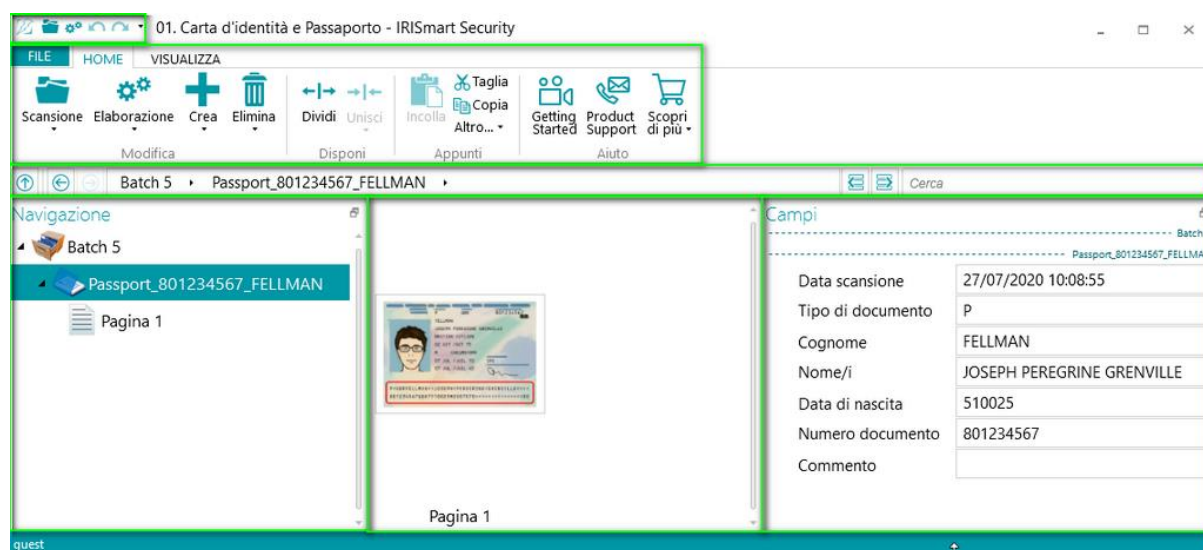 01. Carta d'identità e Passaporto - IRISmart Security
FILE HOME VISUALIZZA
Scansione Elaborazione Crea Elimina Dividi Unisci Incolla Taglia
Copia
Altro...
Getting Started
Product Support
Scopri di più
Modifica Disponi Appunti Aiuto
Batch 5 Passport_801234567_FELLMAN Cerca
Navigazione
Batch 5
Passport_801234567_FELLMAN
Pagina 1
Pagina 1
Campi
Batch
Passport_801234567_FELLMA
Data scansione 27/07/2020 10:08:55
Tipo di documento P
Cognome FELLMAN
Nome/i JOSEPH PEREGRINE GRENVILLE
Data di nascita 510025
Numero documento 801234567
Commento
guest